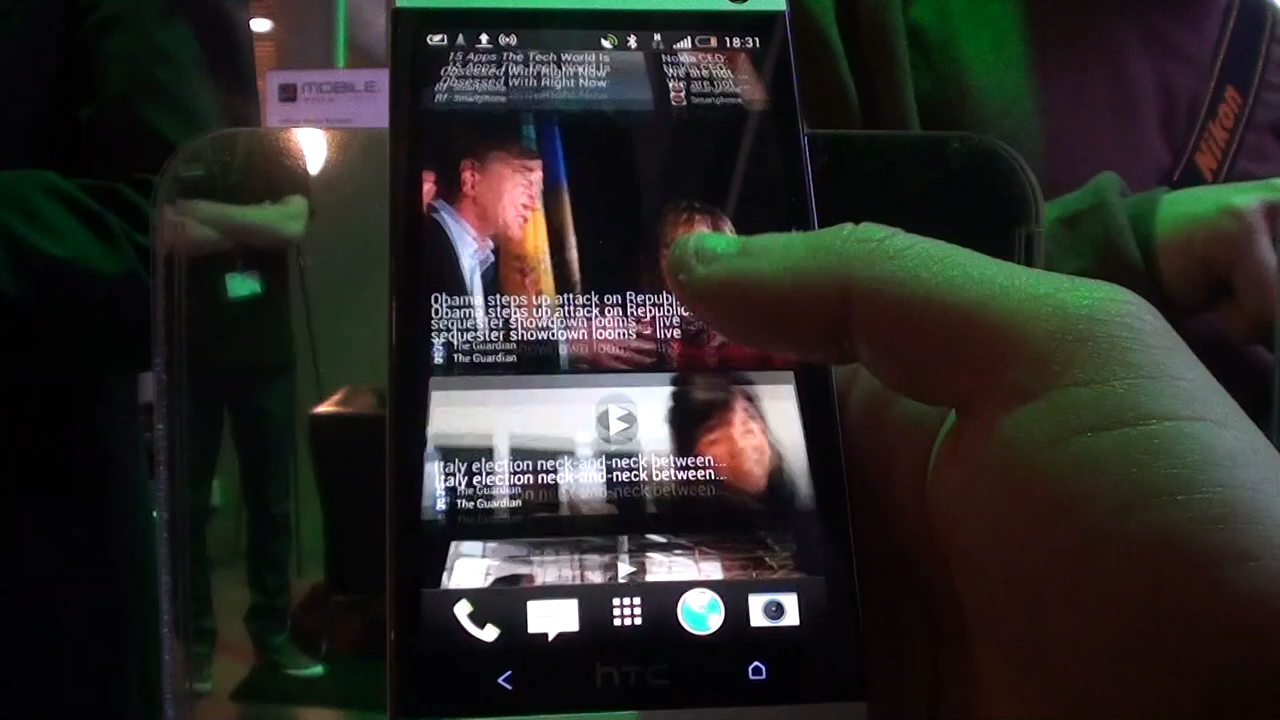 18:31
MOBILE
15 Apps The Tech World Is
Obsessed With Right Now
Smartphone
Nokia CEO:
We are not ...
Smartphone
Nikon
Obama steps up attack on Republic
sequester showdown looms – live
The Guardian
Italy election neck-and-neck between...
The Guardian
hTC